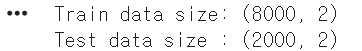 Train data size: (8000, 2)
Test data size : (2000, 2)